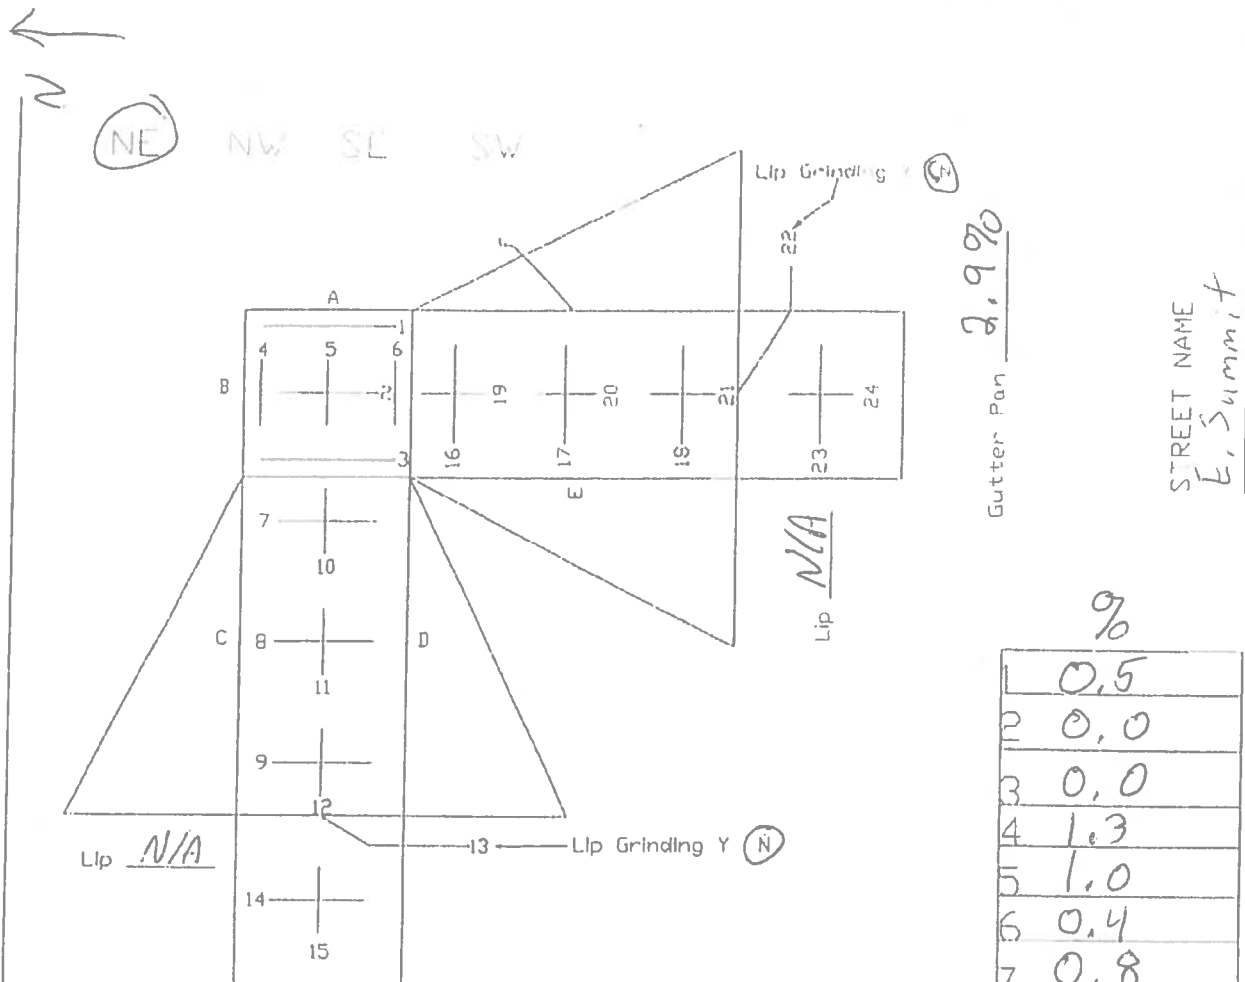 N
NE NW SE SW
Lip Grinding Y N
22
F
A
1
4 5 6
B
2
3
19 20 21 24
16 17 18 23
E
Gutter Pan 2.9%
STREET NAME
E. Summit
7
10
C 8 D
11
9
12
Lip N/A
Lip N/A
13 Lip Grinding Y N
14
15
%
1 0.5
2 0.0
3 0.0
4 1.3
5 1.0
6 0.4
7 0.8